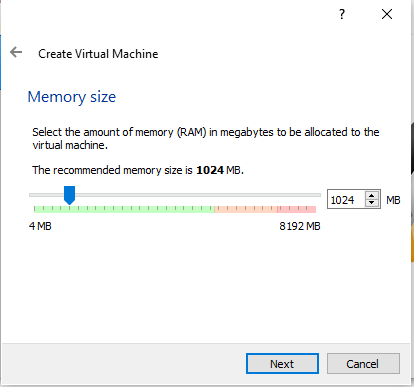 ?
Create Virtual Machine
Memory size
Select the amount of memory (RAM) in megabytes to be allocated to the
virtual machine.
The recommended memory size is 1024 MB.
1024 MB
4 MB 8192 MB
Next Cancel